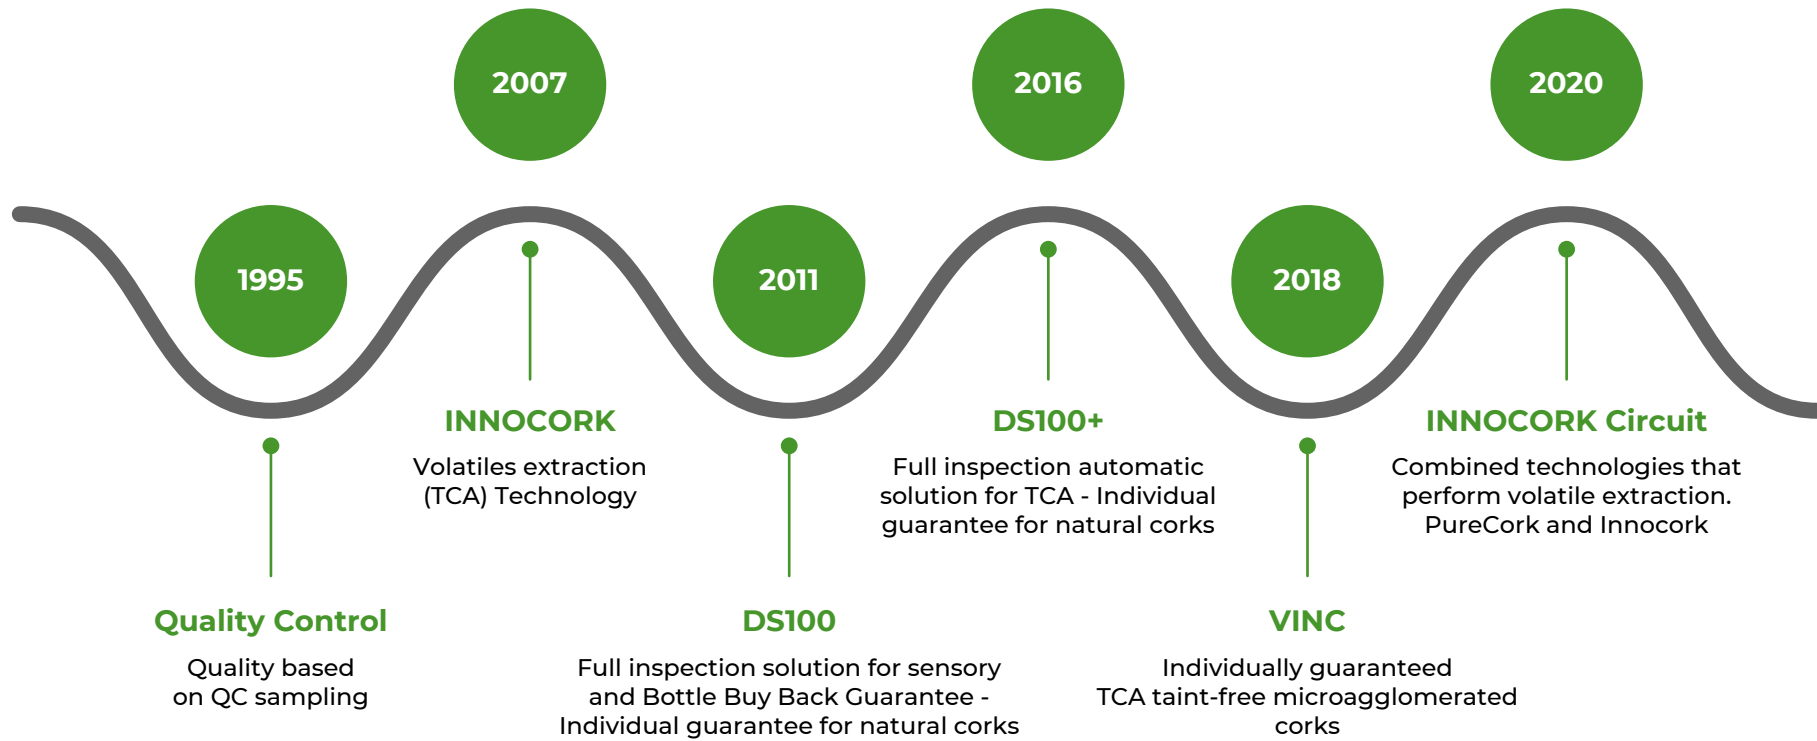 1995
Quality Control
Quality based
on QC sampling
2007
INNOCORK
Volatiles extraction
(TCA) Technology
2011
DS100
Full inspection solution for sensory
and Bottle Buy Back Guarantee -
Individual guarantee for natural corks
2016
DS100+
Full inspection automatic
solution for TCA - Individual
guarantee for natural corks
2018
VINC
Individually guaranteed
TCA taint-free microagglomerated
corks
2020
INNOCORK Circuit
Combined technologies that
perform volatile extraction.
PureCork and Innocork